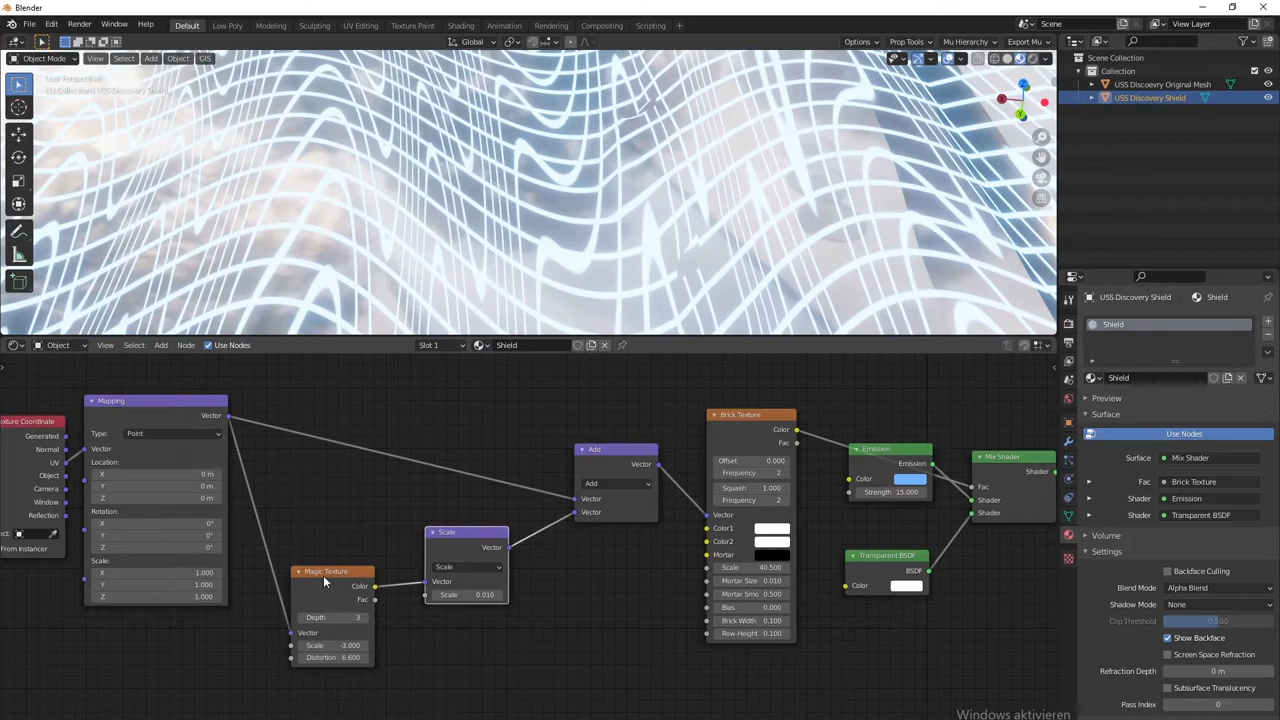 Blender
File Edit Render Window Help Default Low Poly Modeling Sculpting UV Editing Texture Paint Shading Animation Rendering Compositing Scripting + Scene View Layer
Global Options Prop Tools Mu Hierarchy Export Mu
Object Mode View Select Add Object GIS
User Perspective
(1) Collection | USS Discovery Shield
Scene Collection
Collection
USS Discoevry Original Mesh
USS Discovery Shield
Object View Select Add Node Use Nodes Slot 1 Shield
USS Discovery Shield Shield
Shield
Shield
Preview
Surface
Use Nodes
Surface Mix Shader
Fac Brick Texture
Shader Emission
Shader Transparent BSDF
Volume
Settings
Backface Culling
Blend Mode Alpha Blend
Shadow Mode None
Clip Threshold 0.500
Show Backface
Screen Space Refraction
Refraction Depth 0 m
Subsurface Translucency
Pass Index 0
exture Coordinate
Generated
Normal
UV
Object
Camera
Window
Reflection
ect:
From Instancer
Mapping
Vector
Type: Point
Vector
Location:
X 0 m
Y 0 m
Z 0 m
Rotation:
X 0°
Y 0°
Z 0°
Scale:
X 1.000
Y 1.000
Z 1.000
Magic Texture
Color
Fac
Depth 3
Vector
Scale -3.000
Distortion 6.600
Scale
Vector
Scale
Vector
Scale 0.010
Add
Vector
Add
Vector
Vector
Brick Texture
Color
Fac
Offset 0.000
Frequency 2
Squash 1.000
Frequency 2
Vector
Color1
Color2
Mortar
Scale 40.500
Mortar Size 0.010
Mortar Smo 0.500
Bias 0.000
Brick Width 0.100
Row Height 0.100
Emission
Emission
Color
Strength 15.000
Transparent BSDF
BSDF
Color
Mix Shader
Shader
Fac
Shader
Shader
Windows aktivieren